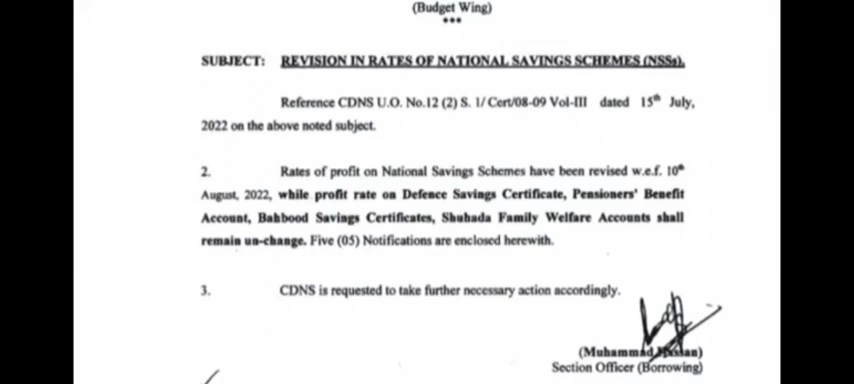 (Budget Wing)
***
SUBJECT: REVISION IN RATES OF NATIONAL SAVINGS SCHEMES (NSSs).
Reference CDNS U.O. No.12 (2) S. 1/ Cert/08-09 Vol-III dated 15th July,
2022 on the above noted subject.
2. Rates of profit on National Savings Schemes have been revised w.e.f. 10th
August, 2022, while profit rate on Defence Savings Certificate, Pensioners' Benefit
Account, Bahbood Savings Certificates, Shuhada Family Welfare Accounts shall
remain un-change. Five (05) Notifications are enclosed herewith.
3. CDNS is requested to take further necessary action accordingly.
(Muhammad
Section Officer (Borrowing)